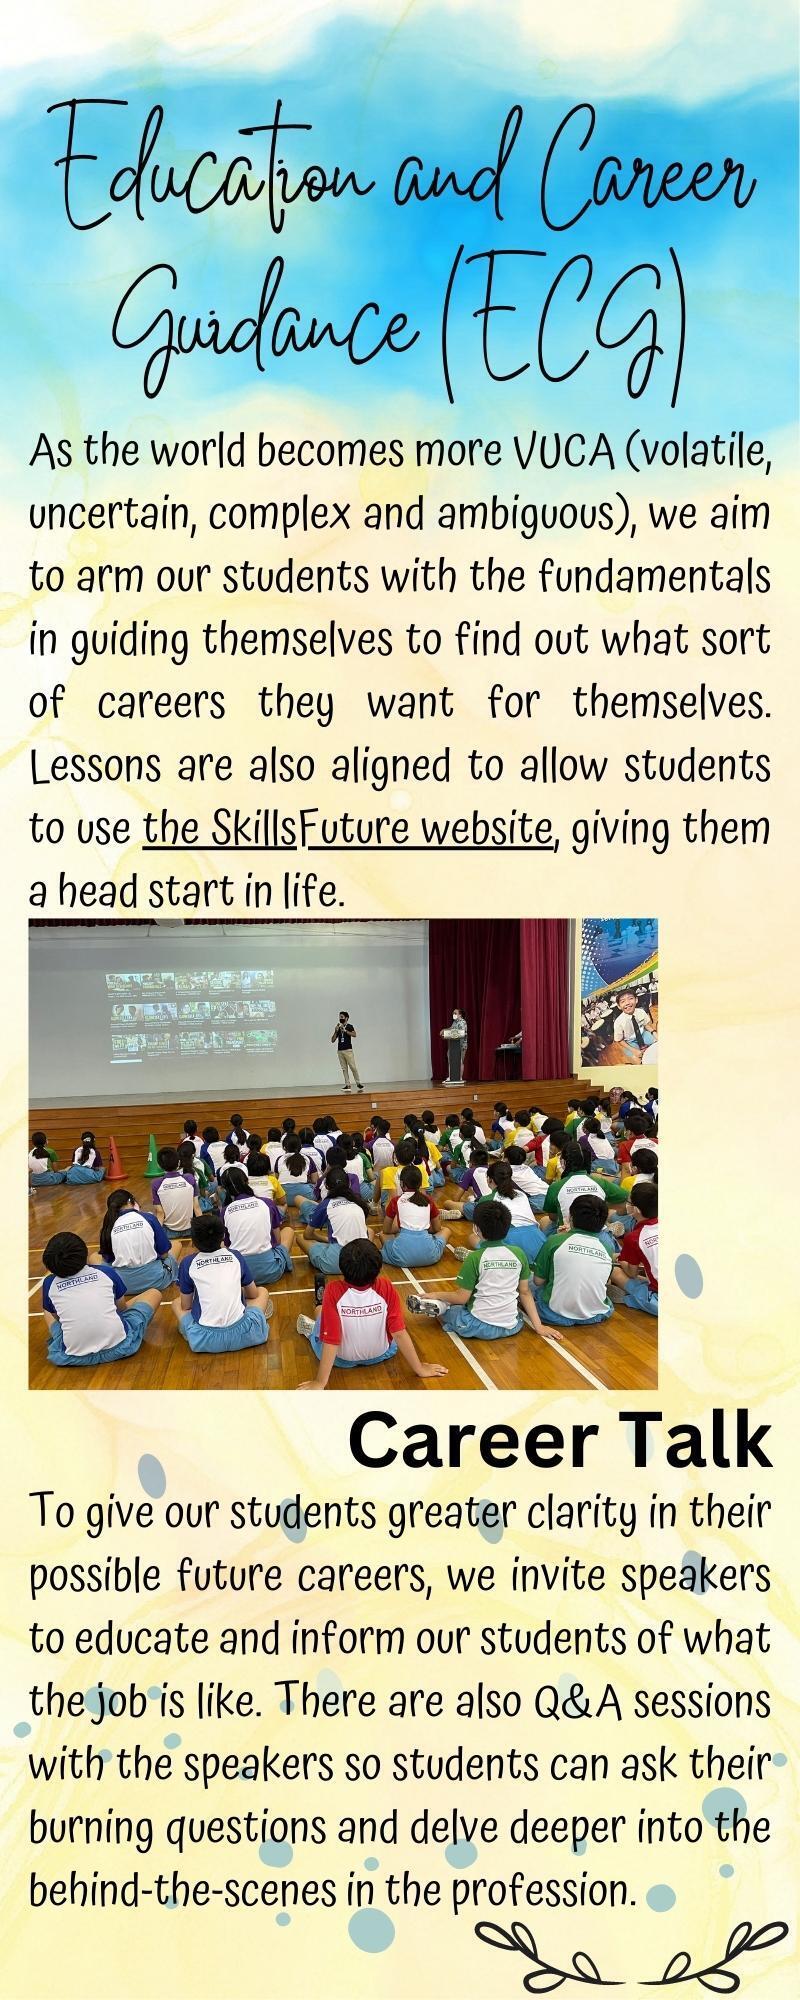 Education and Career
Guidance (ECG)
As the world becomes more VUCA (volatile,
uncertain, complex and ambiguous), we aim
to arm our students with the fundamentals
in guiding themselves to find out what sort
of careers they want for themselves.
Lessons are also aligned to allow students
to use the SkillsFuture website, giving them
a head start in life.
NORTHLAND
NORTHLAND
NORTHLAND
NORTHLAND
NORTHLAND
NORTHLAND
NORTHLAND
NORTHLAND
NORTHLAND
NORTHLAND
Career Talk
To give our students greater clarity in their
possible future careers, we invite speakers
to educate and inform our students of what
the job is like. There are also Q&A sessions
with the speakers so students can ask their
burning questions and delve deeper into the
behind-the-scenes in the profession.